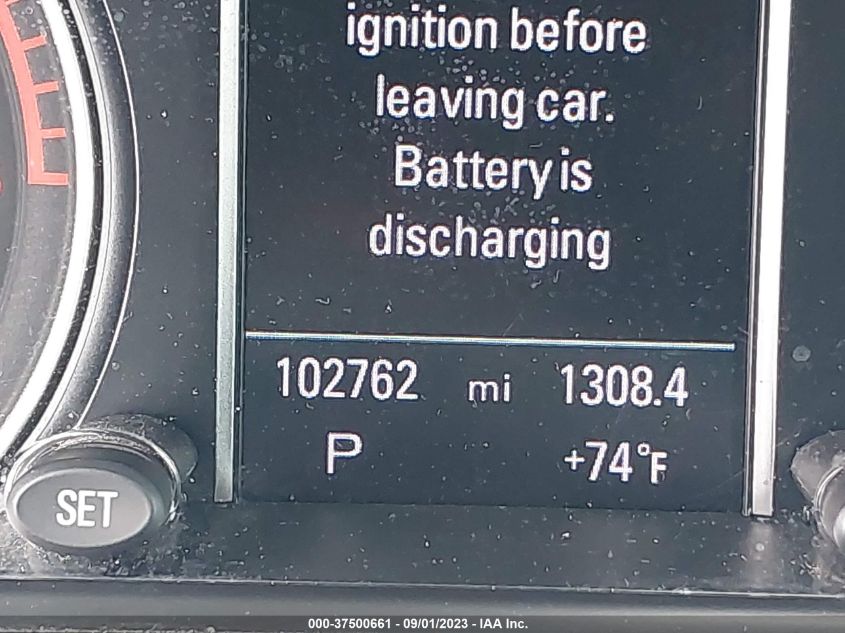 ignition before
leaving car.
Battery is
discharging
102762 mi 1308.4
P +74°F
SET
000-37500661 - 09/01/2023 - IAA Inc.